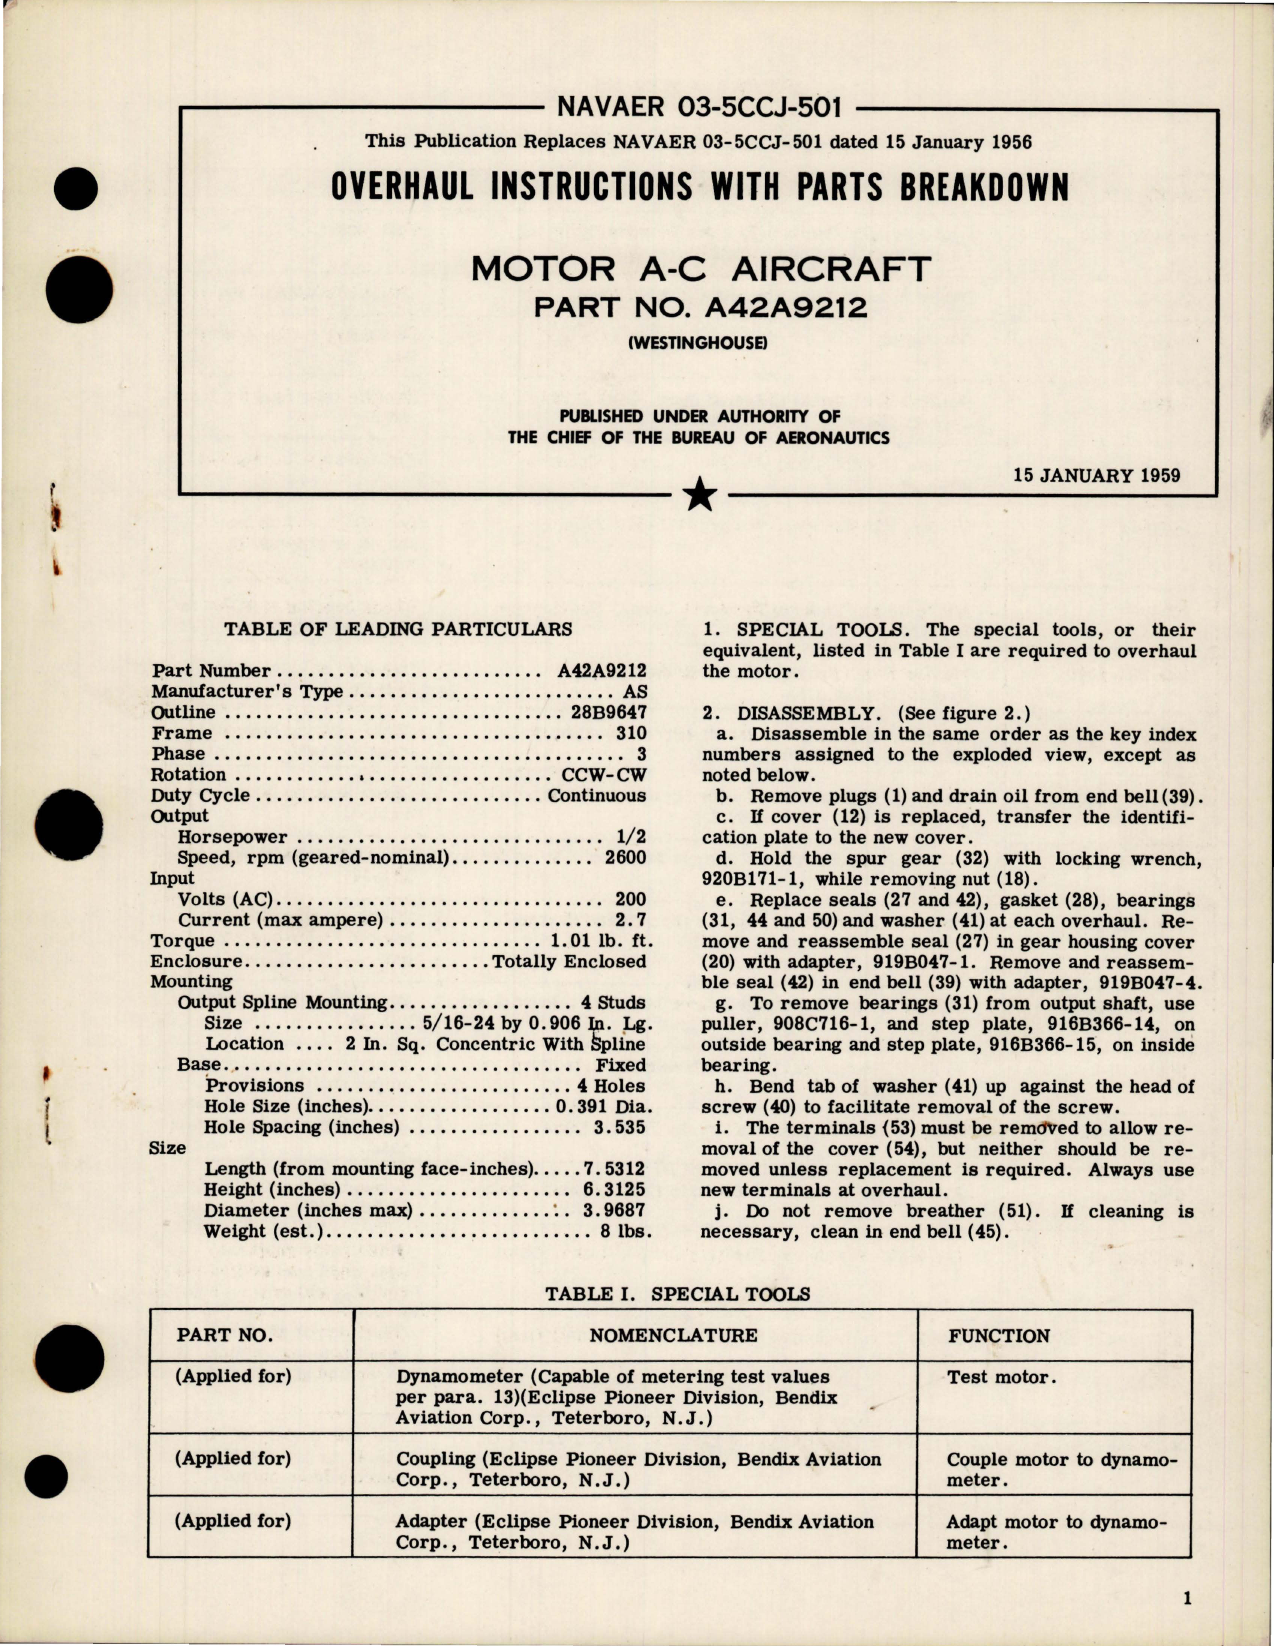 NAVAER 03-5CCJ-501
This Publication Replaces NAVAER 03-5CCJ-501 dated 15 January 1956
OVERHAUL INSTRUCTIONS WITH PARTS BREAKDOWN
MOTOR A-C AIRCRAFT
PART NO. A42A9212
(WESTINGHOUSE)
PUBLISHED UNDER AUTHORITY OF
THE CHIEF OF THE BUREAU OF AERONAUTICS
15 JANUARY 1959
TABLE OF LEADING PARTICULARS
Part Number . . . . . . . . . . . . . . . . . . . . . . . . . . A42A9212
Manufacturer's Type . . . . . . . . . . . . . . . . . . . . . . . . . . AS
Outline . . . . . . . . . . . . . . . . . . . . . . . . . . . . . . . . . 28B9647
Frame . . . . . . . . . . . . . . . . . . . . . . . . . . . . . . . . . . . . . 310
Phase . . . . . . . . . . . . . . . . . . . . . . . . . . . . . . . . . . . . . . . . 3
Rotation . . . . . . . . . . . . . . . . . . . . . . . . . . . . . . . CCW-CW
Duty Cycle . . . . . . . . . . . . . . . . . . . . . . . . . . . . Continuous
Output
Horsepower . . . . . . . . . . . . . . . . . . . . . . . . . . . . . . 1/2
Speed, rpm (geared-nominal). . . . . . . . . . . . . . 2600
Input
Volts (AC). . . . . . . . . . . . . . . . . . . . . . . . . . . . . . . . 200
Current (max ampere) . . . . . . . . . . . . . . . . . . . . . 2.7
Torque . . . . . . . . . . . . . . . . . . . . . . . . . . . . . . . 1.01 lb. ft.
Enclosure. . . . . . . . . . . . . . . . . . . . . . . . Totally Enclosed
Mounting
Output Spline Mounting. . . . . . . . . . . . . . . . . . 4 Studs
Size . . . . . . . . . . . . . . . . 5/16-24 by 0.906 In. Lg.
Location . . . . 2 In. Sq. Concentric With Spline
Base. . . . . . . . . . . . . . . . . . . . . . . . . . . . . . . . . . . Fixed
Provisions . . . . . . . . . . . . . . . . . . . . . . . . . 4 Holes
Hole Size (inches). . . . . . . . . . . . . . . . . . 0.391 Dia.
Hole Spacing (inches) . . . . . . . . . . . . . . . . . 3.535
Size
Length (from mounting face-inches). . . . . 7.5312
Height (inches) . . . . . . . . . . . . . . . . . . . . . . 6.3125
Diameter (inches max) . . . . . . . . . . . . . . . 3.9687
Weight (est.). . . . . . . . . . . . . . . . . . . . . . . . . . 8 lbs.
1. SPECIAL TOOLS. The special tools, or their
equivalent, listed in Table I are required to overhaul
the motor.
2. DISASSEMBLY. (See figure 2.)
a. Disassemble in the same order as the key index
numbers assigned to the exploded view, except as
noted below.
b. Remove plugs (1) and drain oil from end bell (39).
c. If cover (12) is replaced, transfer the identifi-
cation plate to the new cover.
d. Hold the spur gear (32) with locking wrench,
920B171-1, while removing nut (18).
e. Replace seals (27 and 42), gasket (28), bearings
(31, 44 and 50) and washer (41) at each overhaul. Re-
move and reassemble seal (27) in gear housing cover
(20) with adapter, 919B047-1. Remove and reassem-
ble seal (42) in end bell (39) with adapter, 919B047-4.
g. To remove bearings (31) from output shaft, use
puller, 908C716-1, and step plate, 916B366-14, on
outside bearing and step plate, 916B366-15, on inside
bearing.
h. Bend tab of washer (41) up against the head of
screw (40) to facilitate removal of the screw.
i. The terminals (53) must be removed to allow re-
moval of the cover (54), but neither should be re-
moved unless replacement is required. Always use
new terminals at overhaul.
j. Do not remove breather (51). If cleaning is
necessary, clean in end bell (45).
TABLE I. SPECIAL TOOLS
PART NO. NOMENCLATURE FUNCTION
(Applied for) Dynamometer (Capable of metering test values Test motor.
per para. 13)(Eclipse Pioneer Division, Bendix
Aviation Corp., Teterboro, N.J.)
(Applied for) Coupling (Eclipse Pioneer Division, Bendix Aviation Couple motor to dynamo-
Corp., Teterboro, N.J.) meter.
(Applied for) Adapter (Eclipse Pioneer Division, Bendix Aviation Adapt motor to dynamo-
Corp., Teterboro, N.J.) meter.
1